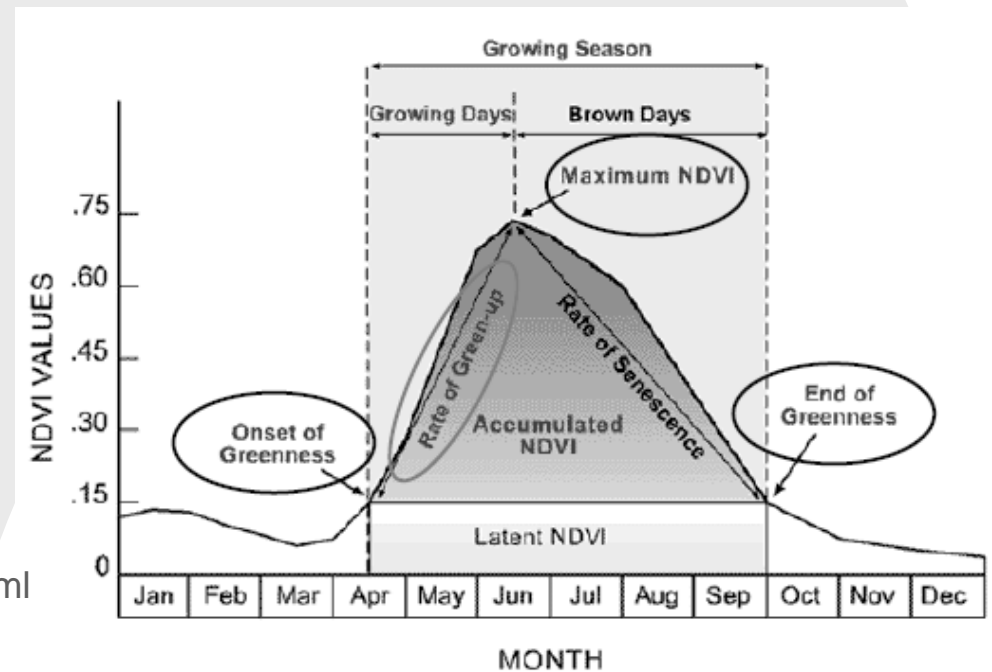 Growing Season
Growing Days
Brown Days
Maximum NDVI
.75
.60
.45
.30
.15
0
NDVI VALUES
Rate of Green-up
Rate of Senescence
Accumulated
NDVI
Onset of
Greenness
End of
Greenness
Latent NDVI
ml
Jan Feb Mar Apr May Jun Jul Aug Sep Oct Nov Dec
MONTH